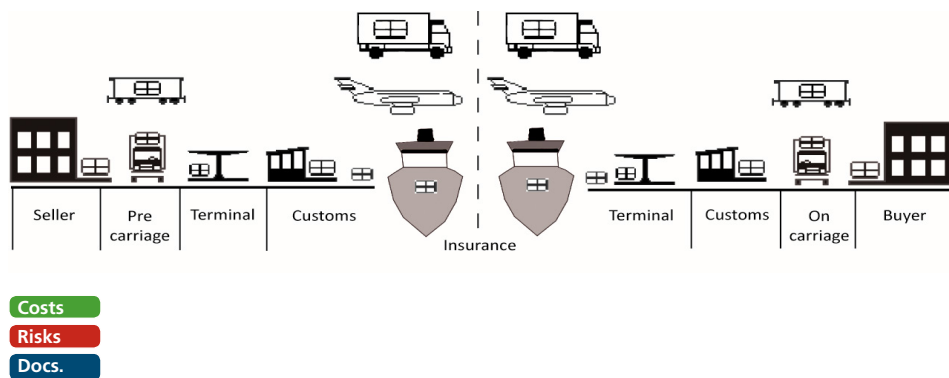 Seller
Pre
carriage
Terminal
Customs
Insurance
Terminal
Customs
On
carriage
Buyer
Costs
Risks
Docs.